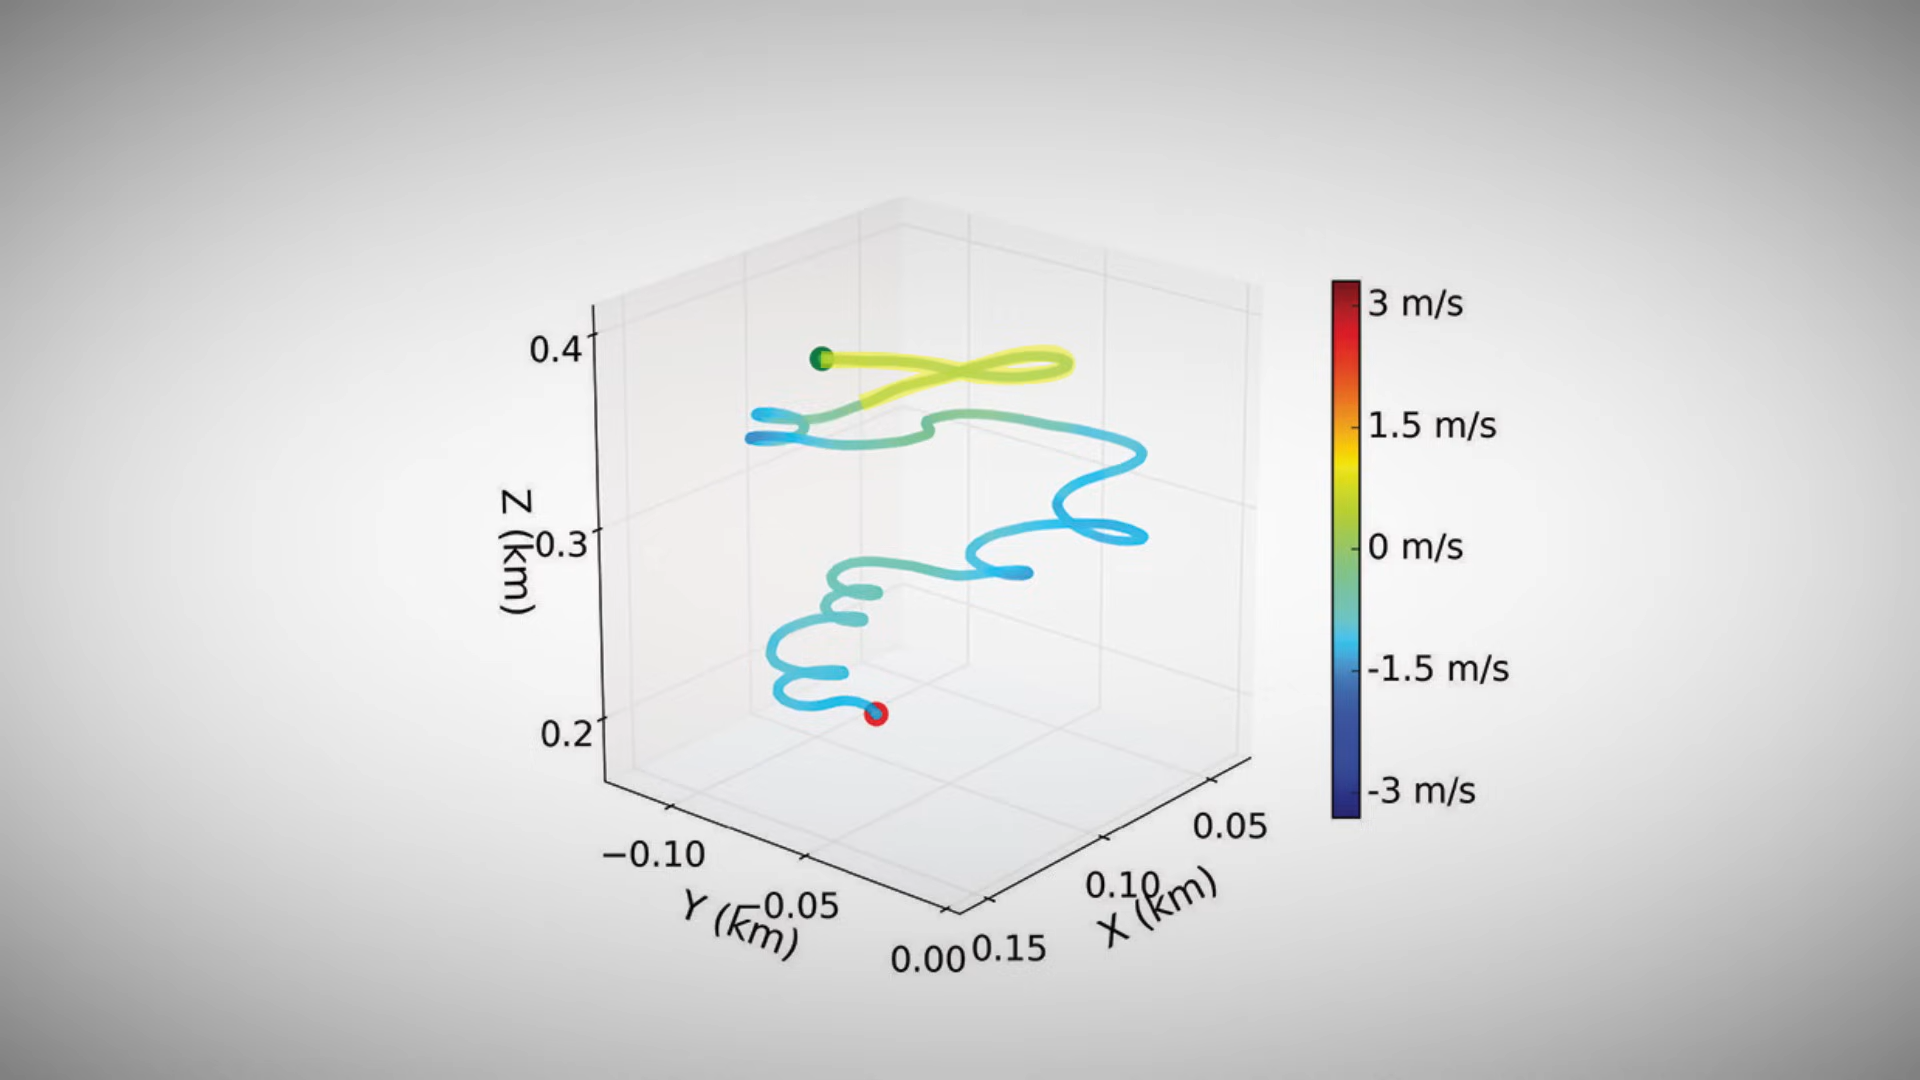 3 m/s
1.5 m/s
0 m/s
-1.5 m/s
-3 m/s
0.4
0.3
0.2
Z (km)
−0.10
−0.05
0.00
Y (km)
0.15
0.10
0.05
X (km)